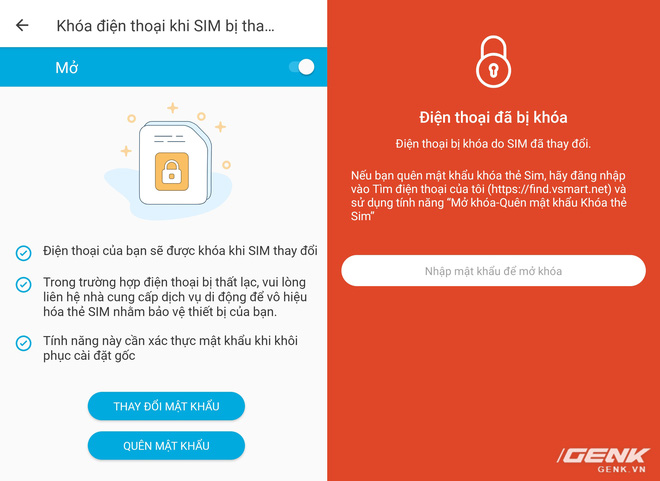 Khóa điện thoại khi SIM bị tha...
Mở
Điện thoại của bạn sẽ được khóa khi SIM thay đổi
Trong trường hợp điện thoại bị thất lạc, vui lòng
liên hệ nhà cung cấp dịch vụ di động để vô hiệu
hóa thẻ SIM nhằm bảo vệ thiết bị của bạn.
Tính năng này cần xác thực mật khẩu khi khôi
phục cài đặt gốc
THAY ĐỔI MẬT KHẨU
QUÊN MẬT KHẨU
Điện thoại đã bị khóa
Điện thoại bị khóa do SIM đã thay đổi.
Nếu bạn quên mật khẩu khóa thẻ Sim, hãy đăng nhập
vào Tìm điện thoại của tôi (https://find.vsmart.net) và
sử dụng tính năng “Mở khóa-Quên mật khẩu Khóa thẻ
Sim”
Nhập mật khẩu để mở khóa
GENK
GENK.VN